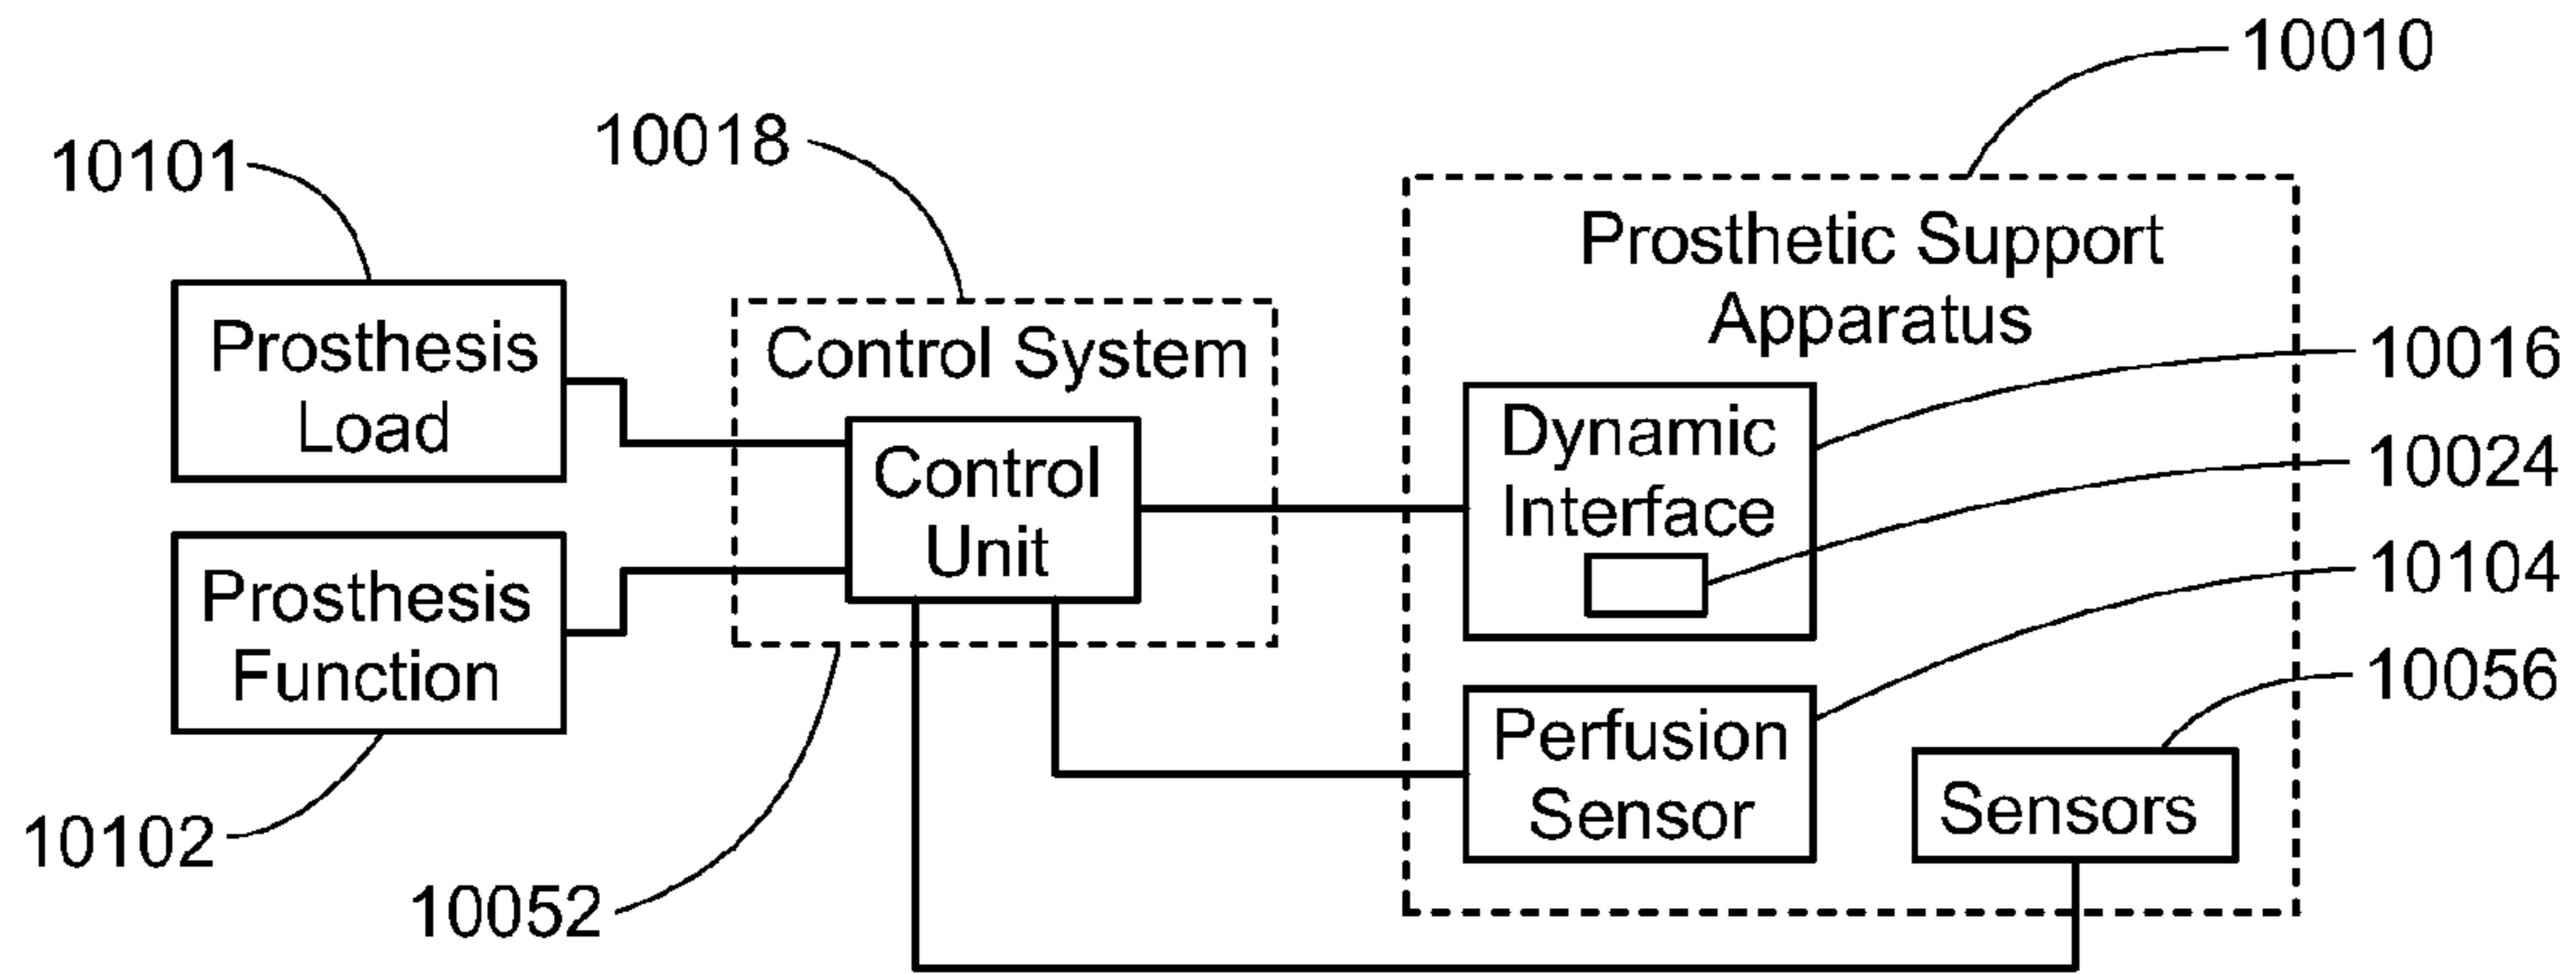 10010
10018
10101
Prosthetic Support
Apparatus
Prosthesis
Load
Control System
10016
Dynamic
Interface
10024
Control
Unit
10104
Prosthesis
Function
10056
Perfusion
Sensor
Sensors
10102
10052